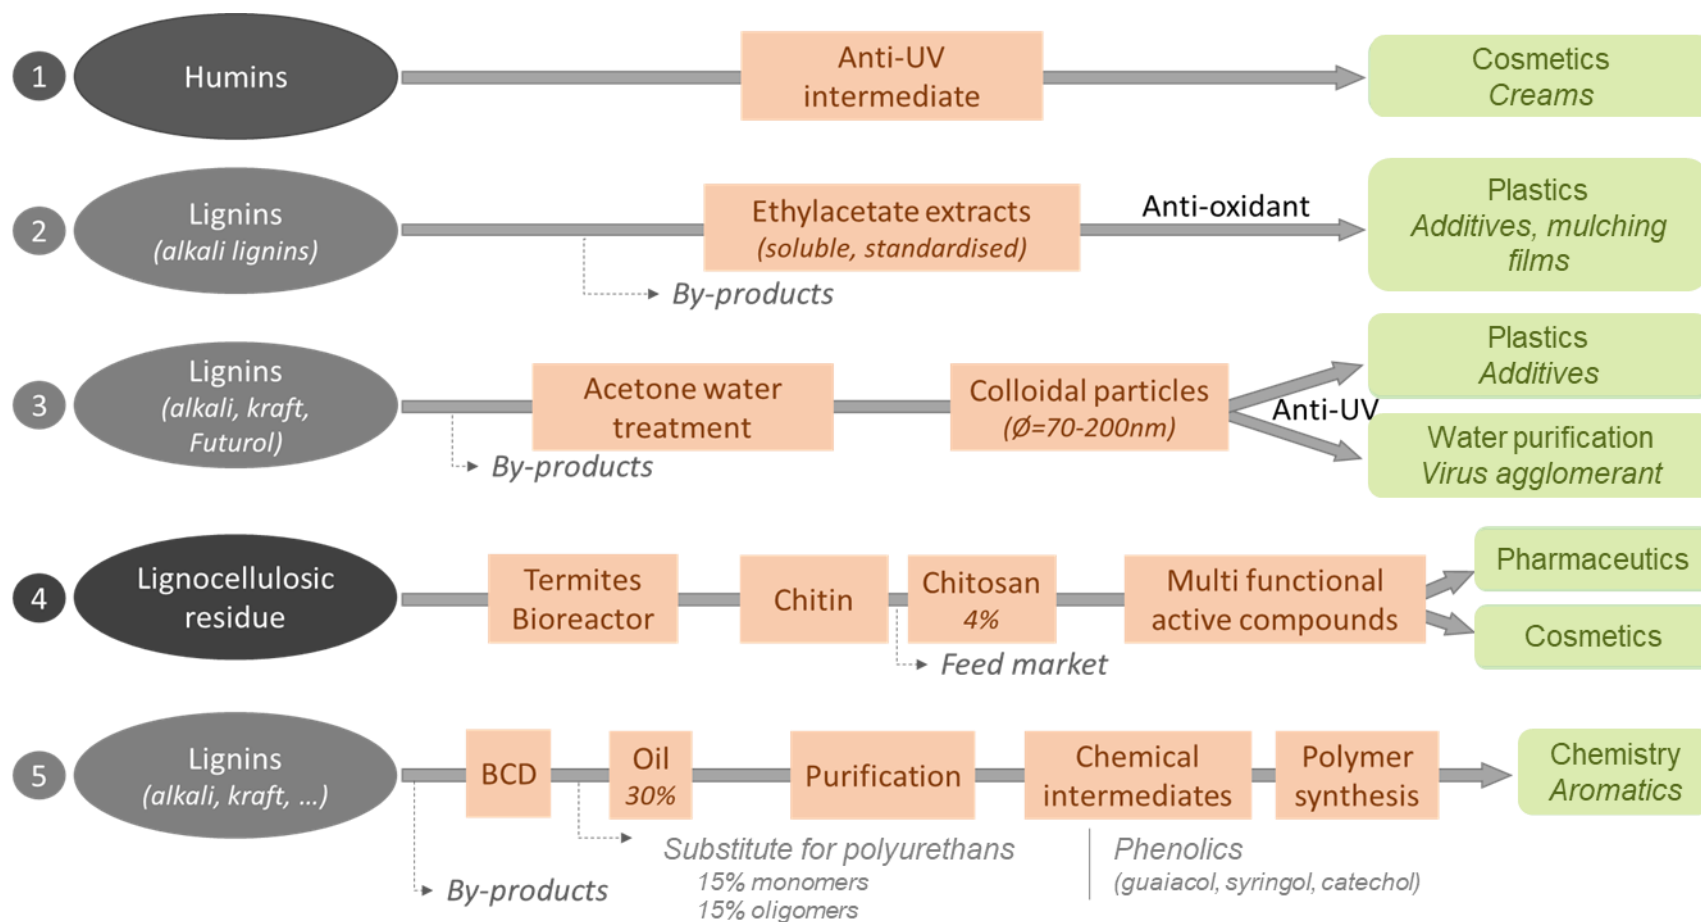 1
Humins
Anti-UV
intermediate
Cosmetics
Creams
2
Lignins
(alkali lignins)
Ethylacetate extracts
(soluble, standardised)
Anti-oxidant
Plastics
Additives, mulching
films
By-products
3
Lignins
(alkali, kraft,
Futurol)
Acetone water
treatment
Colloidal particles
(Ø=70-200nm)
Anti-UV
Plastics
Additives
Water purification
Virus agglomerant
By-products
4
Lignocellulosic
residue
Termites
Bioreactor
Chitin
Chitosan
4%
Multi functional
active compounds
Pharmaceutics
Cosmetics
Feed market
5
Lignins
(alkali, kraft, ...)
BCD
Oil
30%
Purification
Chemical
intermediates
Polymer
synthesis
Chemistry
Aromatics
By-products
Substitute for polyurethans
15% monomers
15% oligomers
Phenolics
(guaiacol, syringol, catechol)